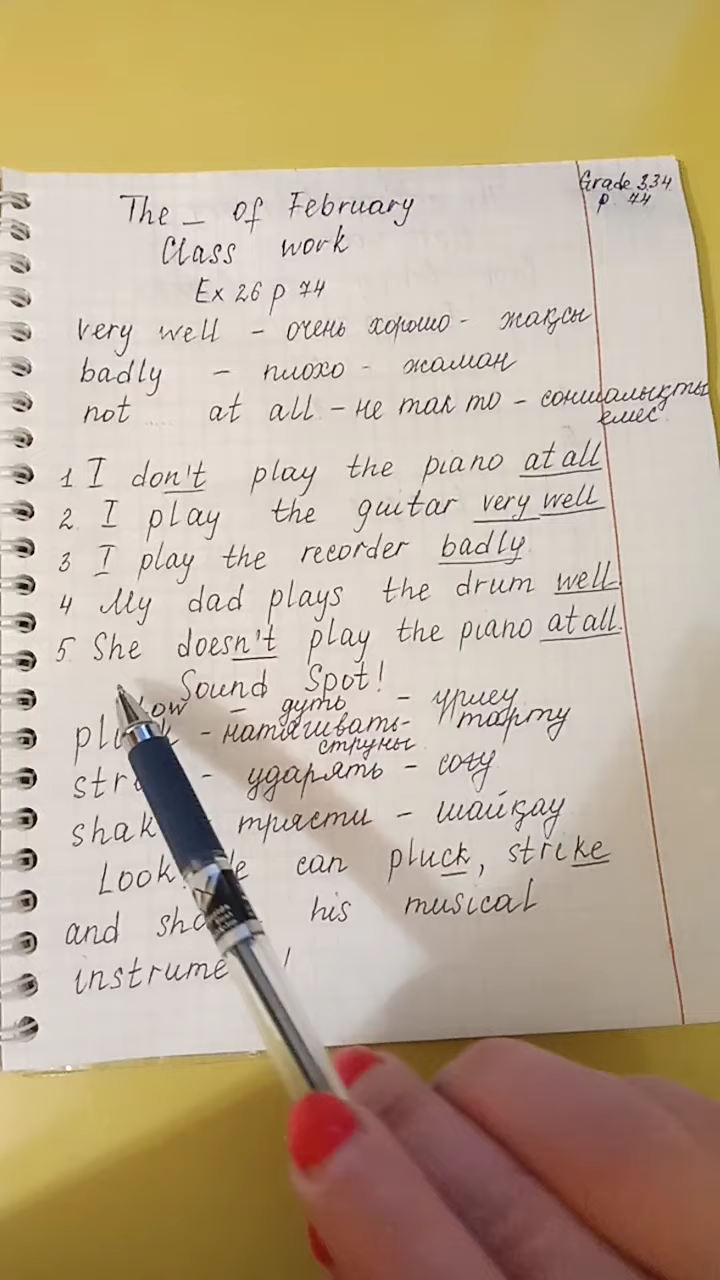 Grade 3.34.
p. 74
The _ of February
Class work
Ex 26 p 74
very well - очень хорошо - жақсы
badly - плохо - жаман
not ..... at all - не так то - соншалықты
емес
1 I don't play the piano at all
2. I play the guitar very well
3 I play the recorder badly
4 My dad plays the drum well.
5. She doesn't play the piano at all.
Sound Spot!
- дуть - үрлеу
- натягивать - тарту
струны
- ударять - соғу
- трясти - шайқау
Look! can pluck, strike
and his musical
!